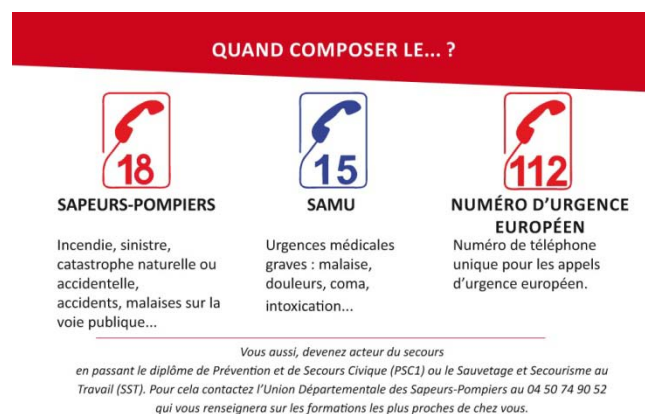 QUAND COMPOSER LE... ?
18
SAPEURS-POMPIERS
Incendie, sinistre,
catastrophe naturelle ou
accidentelle,
accidents, malaises sur la
voie publique...
15
SAMU
Urgences médicales
graves : malaise,
douleurs, coma,
intoxication...
112
NUMÉRO D’URGENCE
EUROPÉEN
Numéro de téléphone
unique pour les appels
d’urgence européen.
Vous aussi, devenez acteur du secours
en passant le diplôme de Prévention et de Secours Civique (PSC1) ou le Sauvetage et Secourisme au
Travail (SST). Pour cela contactez l’Union Départementale des Sapeurs-Pompiers au 04 50 74 90 52
qui vous renseignera sur les formations les plus proches de chez vous.